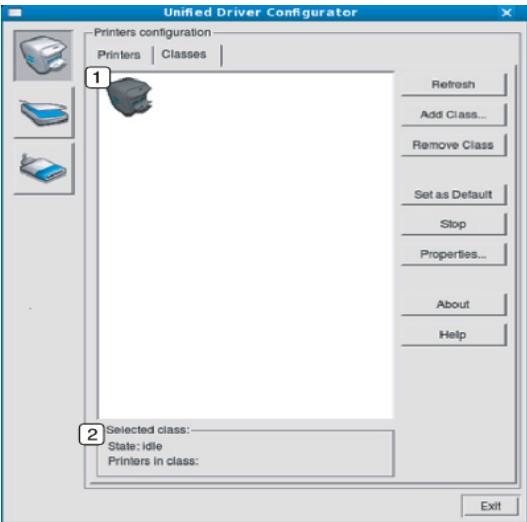 Unified Driver Configurator
Printers configuration
Printers
Classes
1
Refresh
Add Class...
Remove Class
Set as Default
Stop
Properties...
About
Help
2
Selected class:
State: idle
Printers in class:
Exit